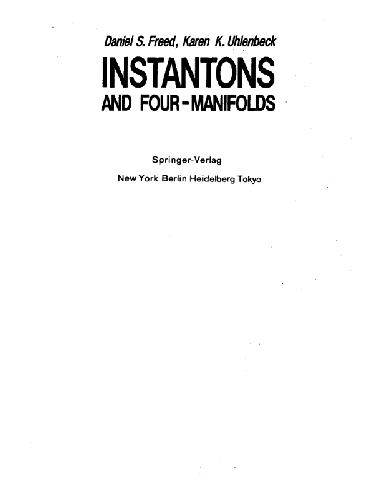 Daniel S. Freed, Karen K. Uhlenbeck
INSTANTONS
AND FOUR-MANIFOLDS
Springer-Verlag
New York Berlin Heidelberg Tokyo